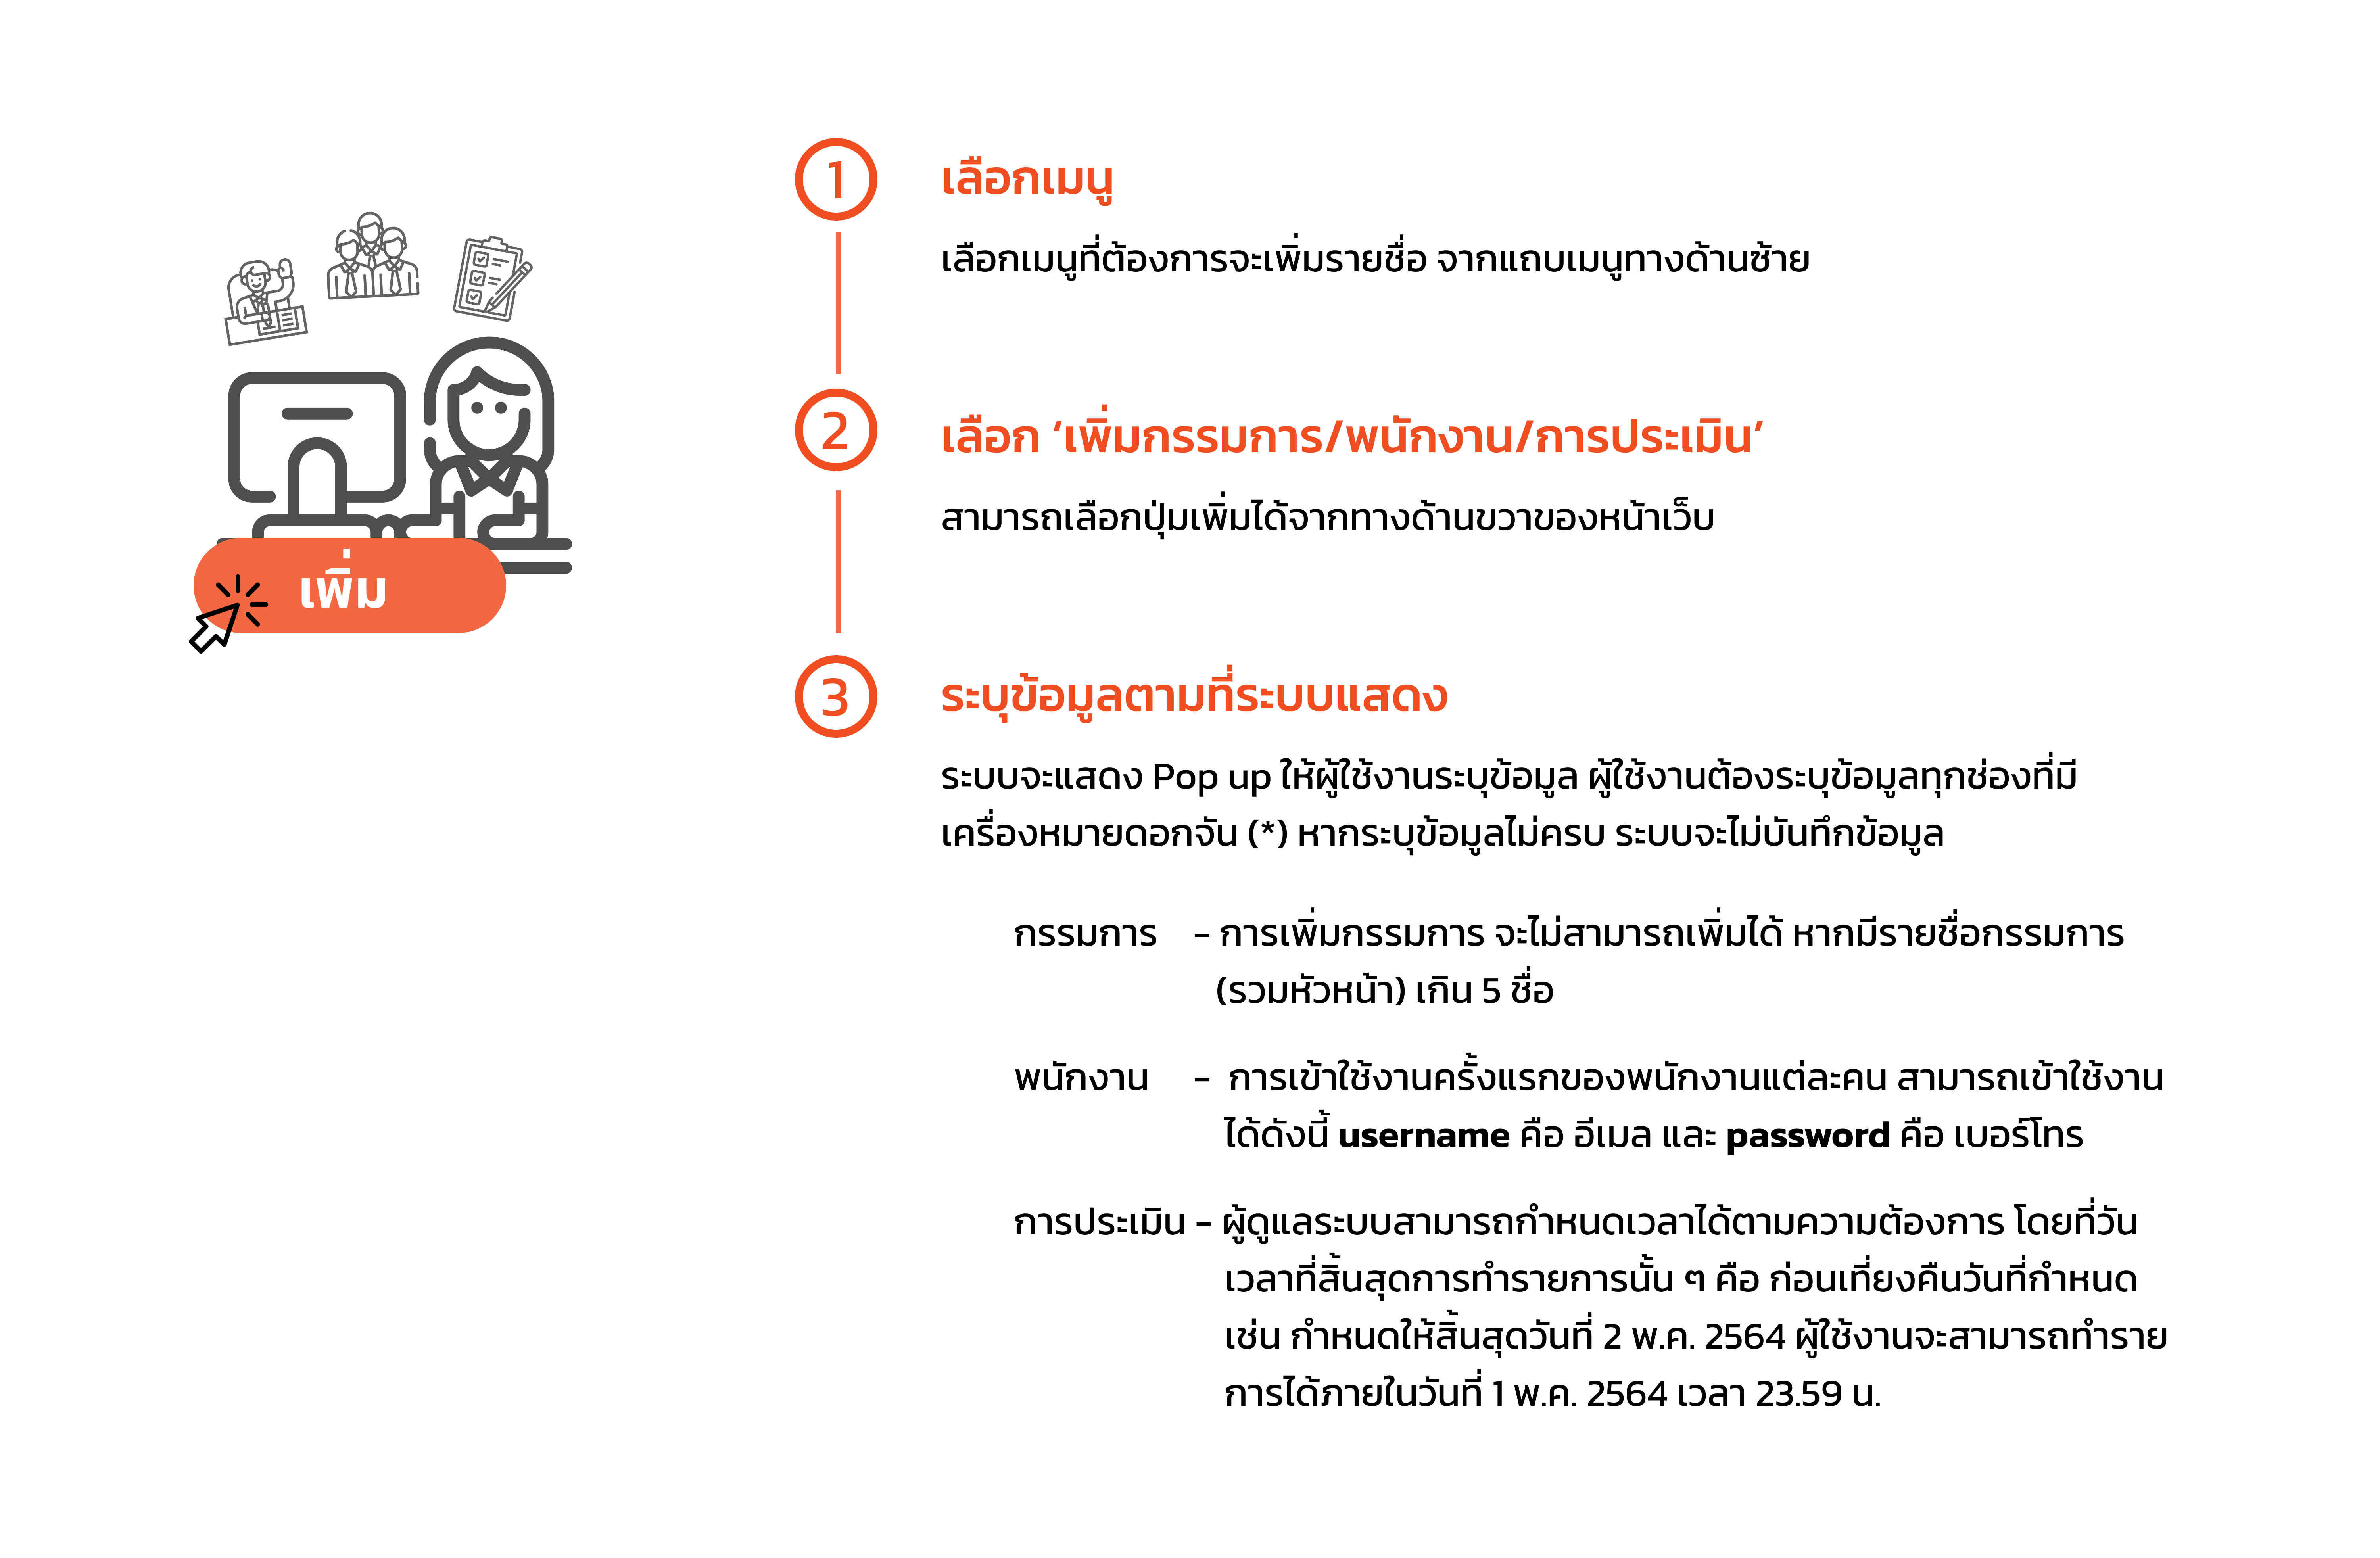 เพิ่ม
1
เลือกเมนู
เลือกเมนูที่ต้องการจะเพิ่มรายชื่อ จากแถบเมนูทางด้านซ้าย
2
เลือก ‘เพิ่มกรรมการ/พนักงาน/การประเมิน’
สามารถเลือกปุ่มเพิ่มได้จากทางด้านขวาของหน้าเว็บ
3
ระบุข้อมูลตามที่ระบบแสดง
ระบบจะแสดง Pop up ให้ผู้ใช้งานระบุข้อมูล ผู้ใช้งานต้องระบุข้อมูลทุกช่องที่มี
เครื่องหมายดอกจัน (*) หากระบุข้อมูลไม่ครบ ระบบจะไม่บันทึกข้อมูล
กรรมการ – การเพิ่มกรรมการ จะไม่สามารถเพิ่มได้ หากมีรายชื่อกรรมการ
(รวมหัวหน้า) เกิน 5 ชื่อ
พนักงาน – การเข้าใช้งานครั้งแรกของพนักงานแต่ละคน สามารถเข้าใช้งาน
ได้ดังนี้ username คือ อีเมล และ password คือ เบอร์โทร
การประเมิน – ผู้ดูแลระบบสามารถกำหนดเวลาได้ตามความต้องการ โดยที่วัน
เวลาที่สิ้นสุดการทำรายการนั้น ๆ คือ ก่อนเที่ยงคืนวันที่กำหนด
เช่น กำหนดให้สิ้นสุดวันที่ 2 พ.ค. 2564 ผู้ใช้งานจะสามารถทำราย
การได้ภายในวันที่ 1 พ.ค. 2564 เวลา 23.59 น.